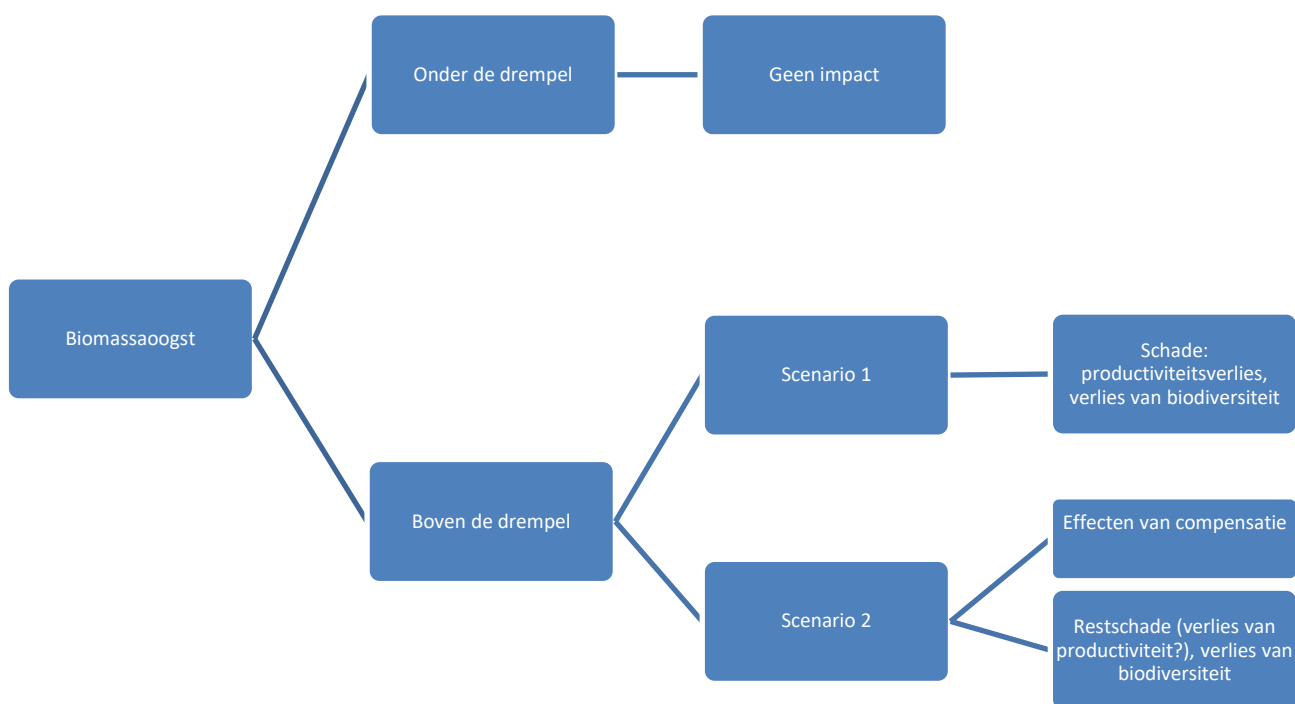 Onder de drempel
Geen impact
Biomassaoogst
Scenario 1
Schade:
productiviteitsverlies,
verlies van biodiversiteit
Boven de drempel
Effecten van compensatie
Scenario 2
Restschade (verlies van
productiviteit?), verlies van
biodiversiteit